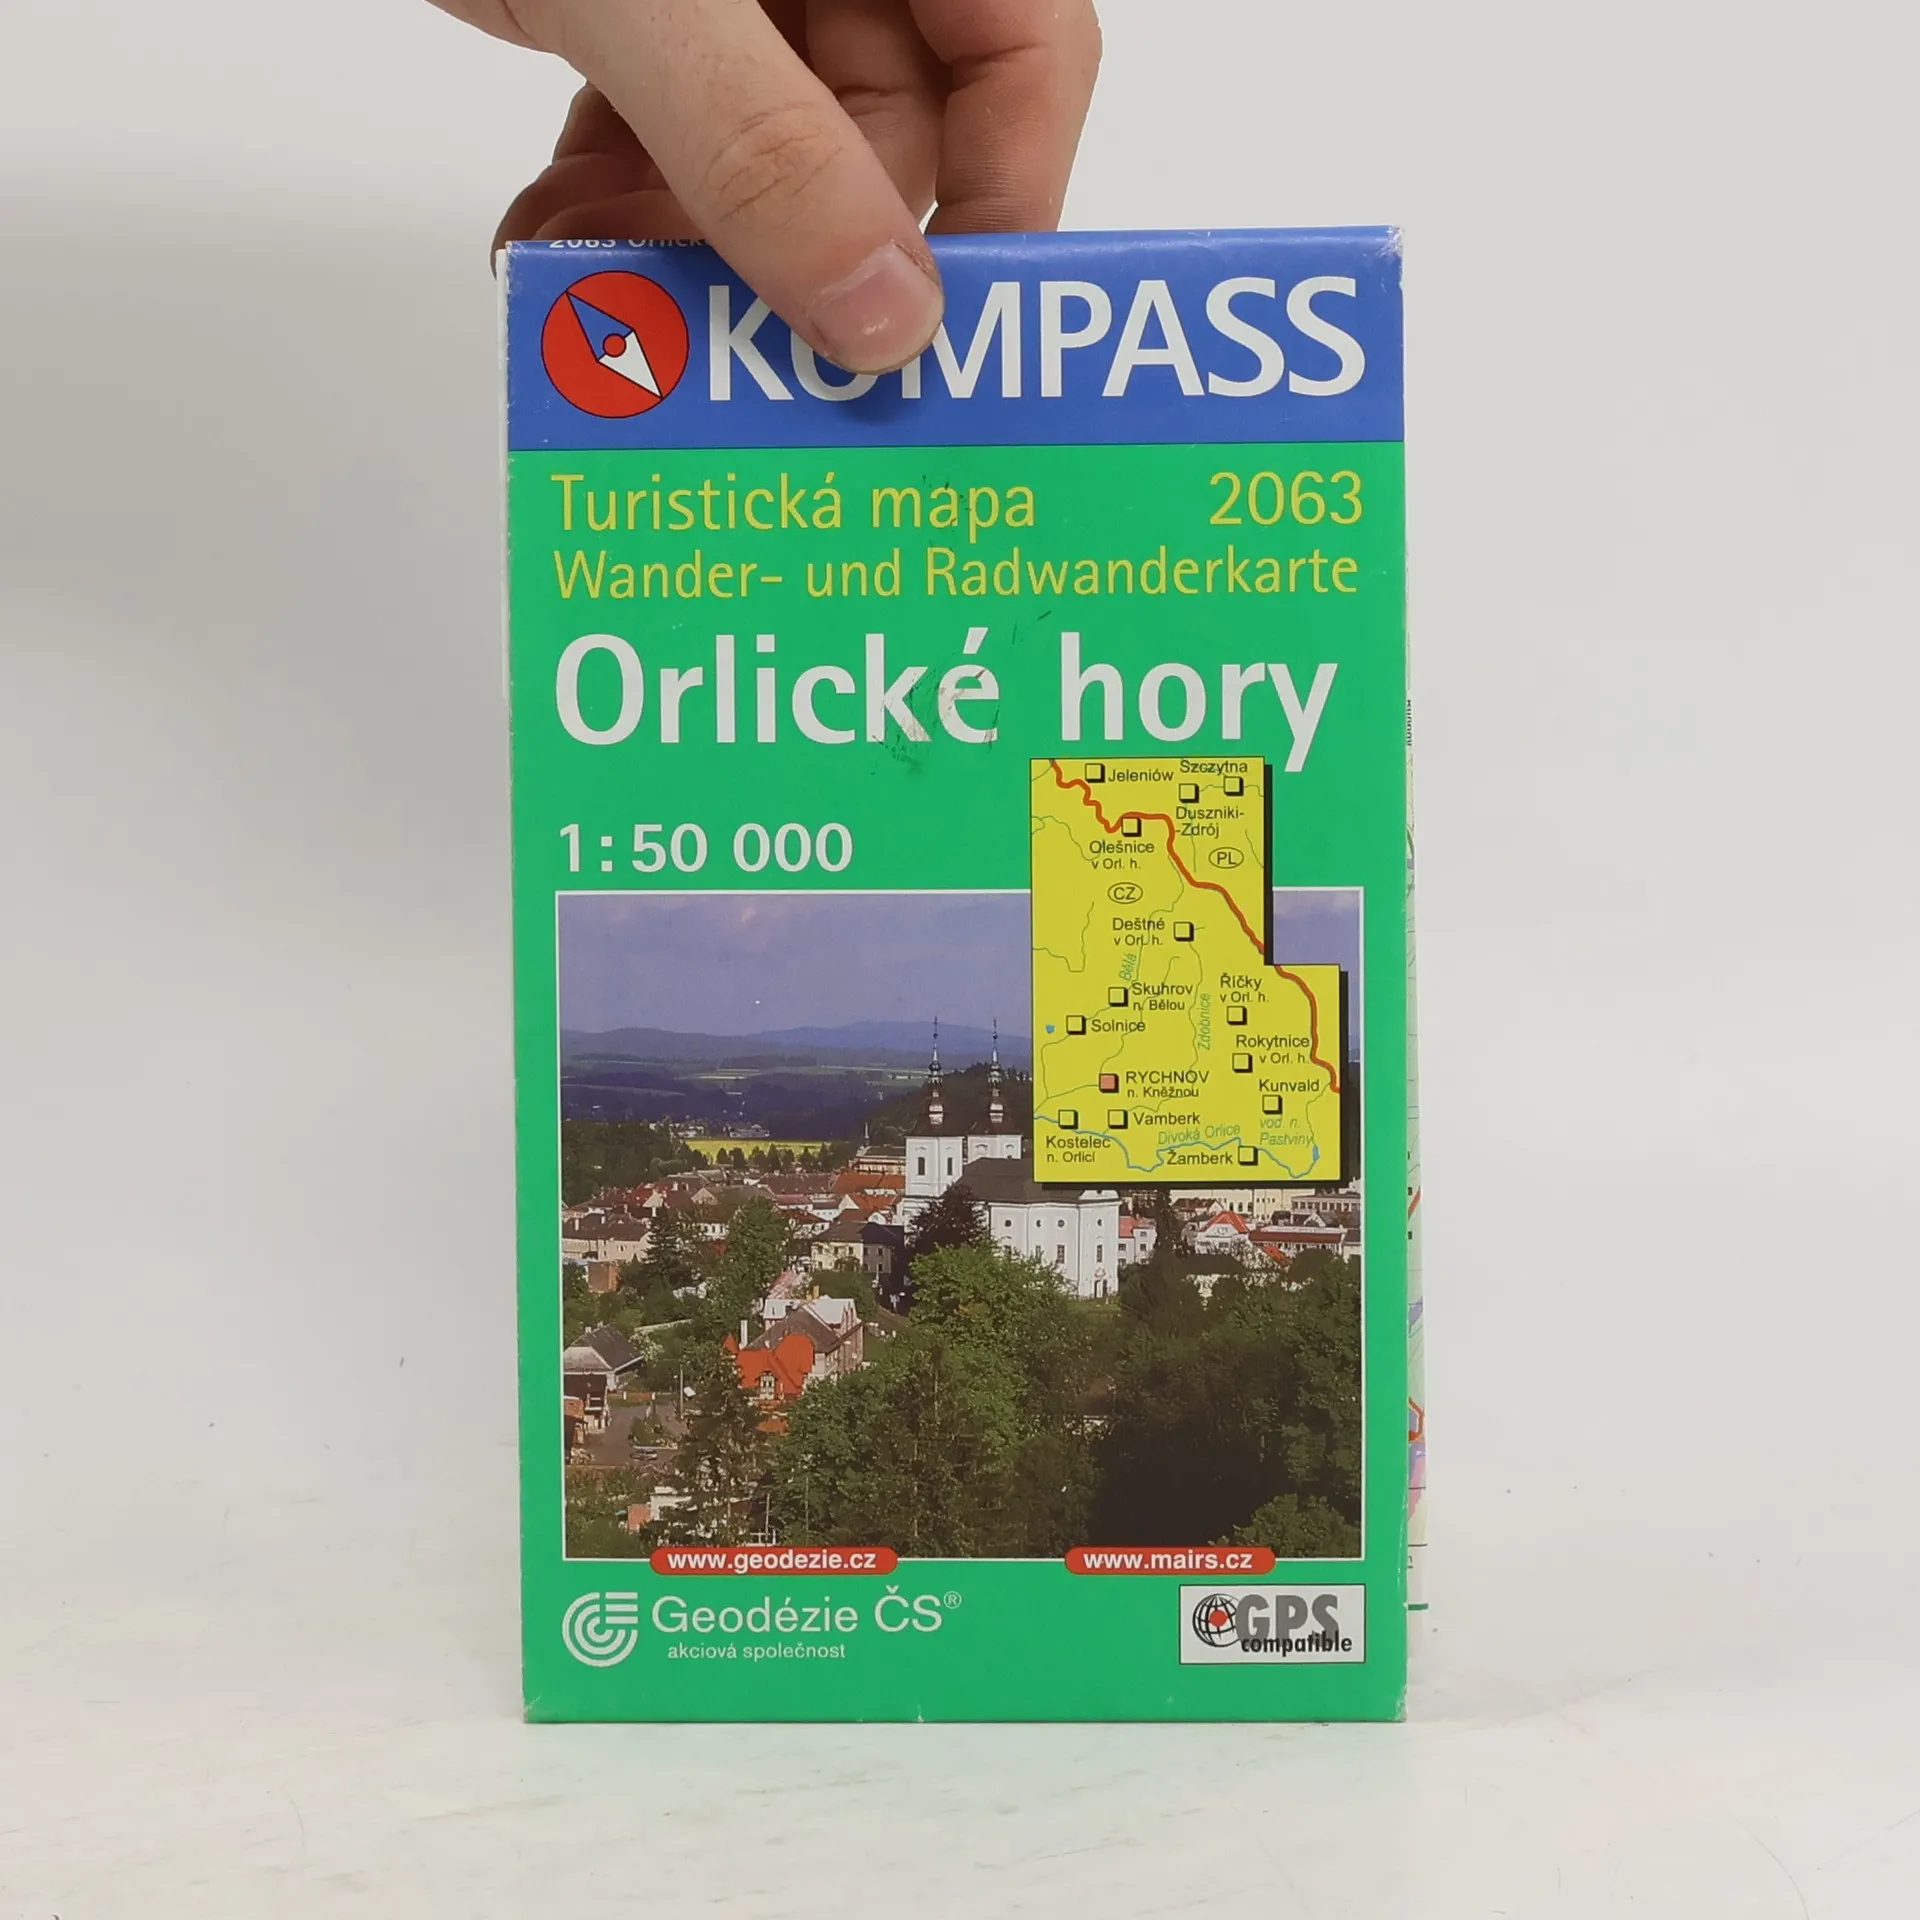 2063 Orlické
KOMPASS
Turistická mapa 2063
Wander- und Radwanderkarte
Orlické hory
1:50 000
Jeleniów
Szczytna
Duszniki-
-Zdrój
Olešnice
v Orl. h.
PL
CZ
Deštné
v Orl. h.
Bělá
Skuhrov
n. Bělou
Říčky
v Orl. h.
Zdobnice
Solnice
Rokytnice
v Orl. h.
RYCHNOV
n. Kněžnou
Kunvald
Vamberk
vod. n.
Pastviny
Kostelec
n. Orlicí
Divoká Orlice
Žamberk
www.geodezie.cz
www.mairs.cz
Geodézie ČS®
akciová společnost
GPS
compatible